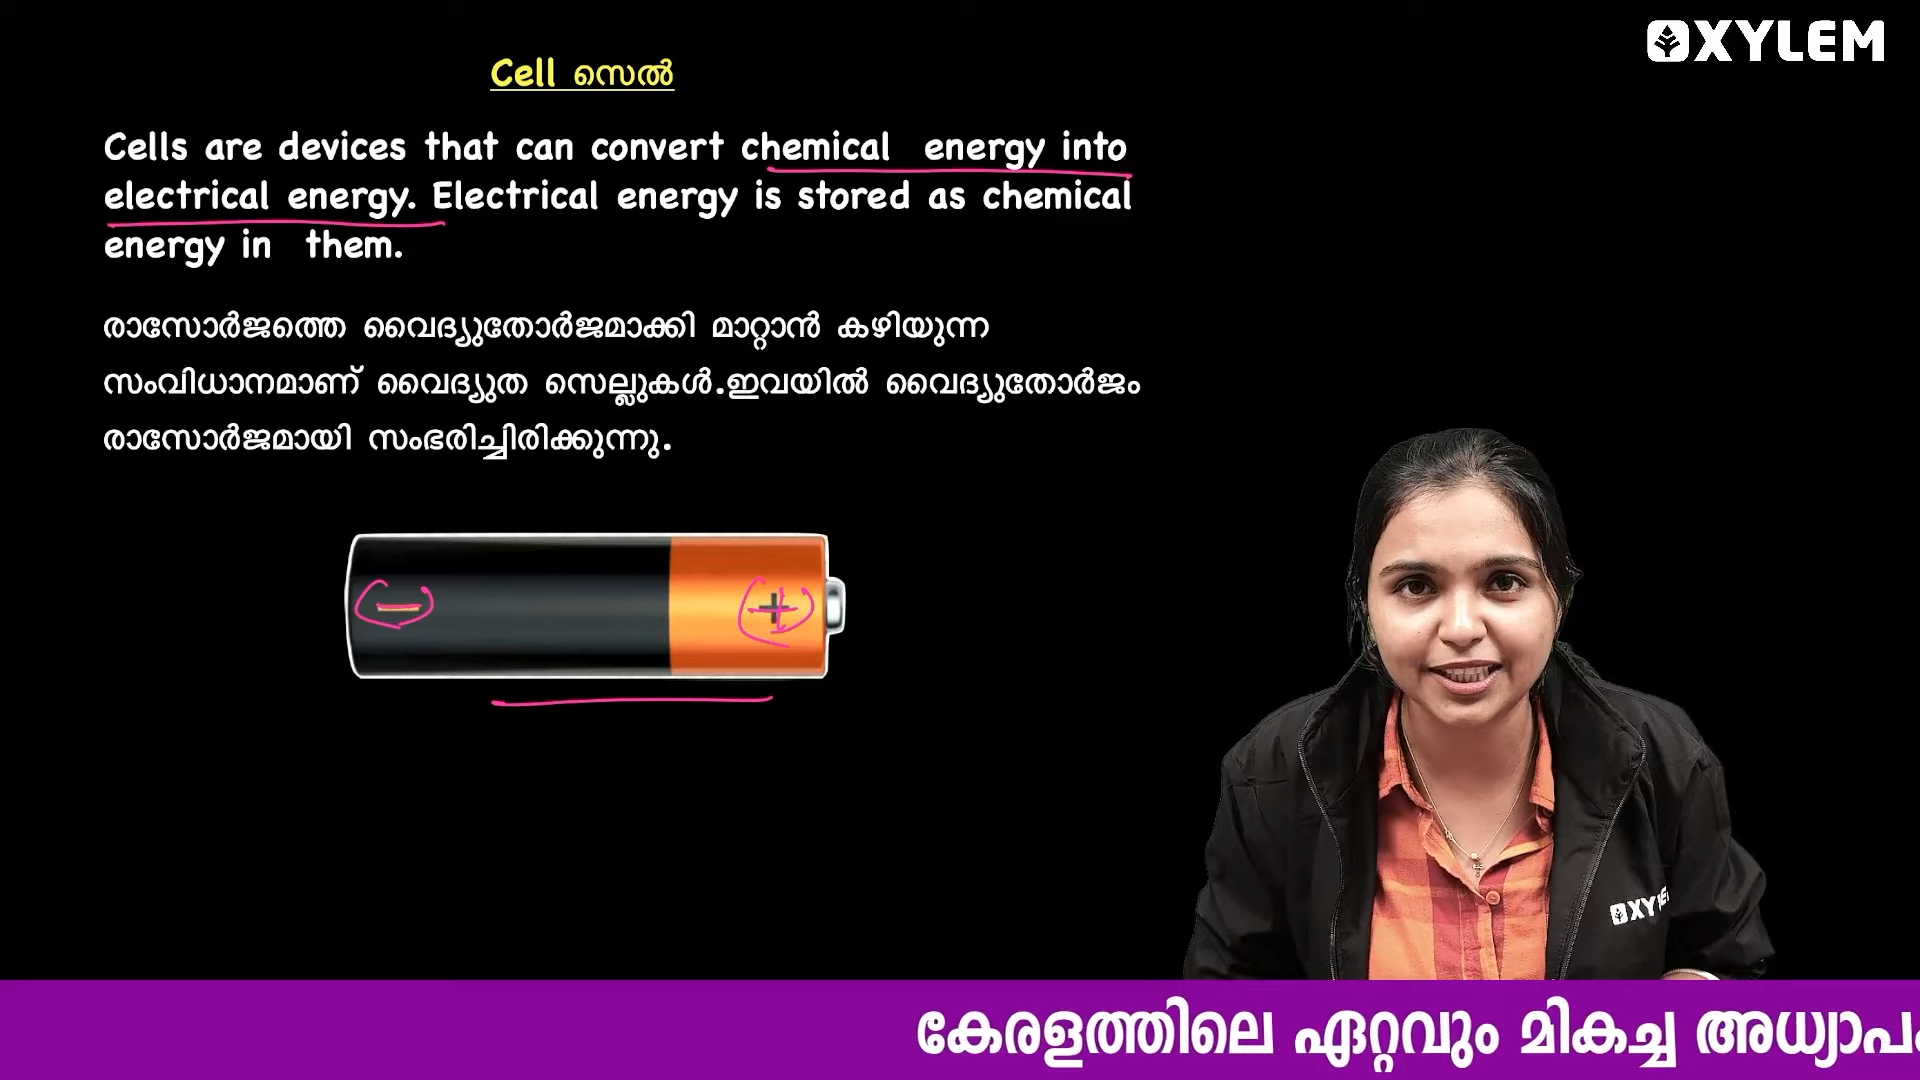 XYLEM
Cell സെൽ
Cells are devices that can convert chemical energy into
electrical energy. Electrical energy is stored as chemical
energy in them.
രാസോർജത്തെ വൈദ്യുതോർജമാക്കി മാറ്റാൻ കഴിയുന്ന
സംവിധാനമാണ് വൈദ്യുത സെല്ലുകൾ.ഇവയിൽ വൈദ്യുതോർജം
രാസോർജമായി സംഭരിച്ചിരിക്കുന്നു.
− +
കേരളത്തിലെ ഏറ്റവും മികച്ച